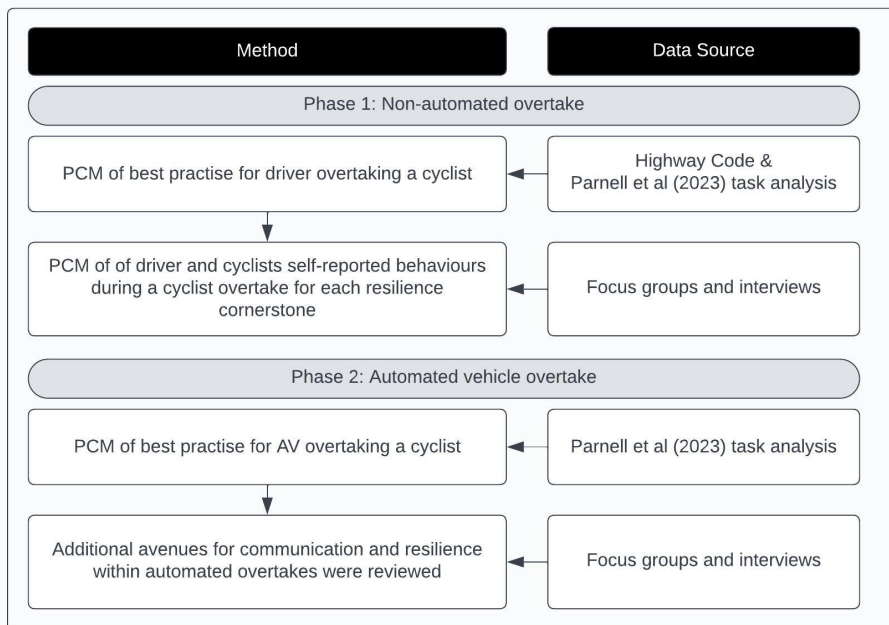 Method
Data Source
Phase 1: Non-automated overtake
PCM of best practise for driver overtaking a cyclist
Highway Code &
Parnell et al (2023) task analysis
PCM of of driver and cyclists self-reported behaviours
during a cyclist overtake for each resilience
cornerstone
Focus groups and interviews
Phase 2: Automated vehicle overtake
PCM of best practise for AV overtaking a cyclist
Parnell et al (2023) task analysis
Additional avenues for communication and resilience
within automated overtakes were reviewed
Focus groups and interviews